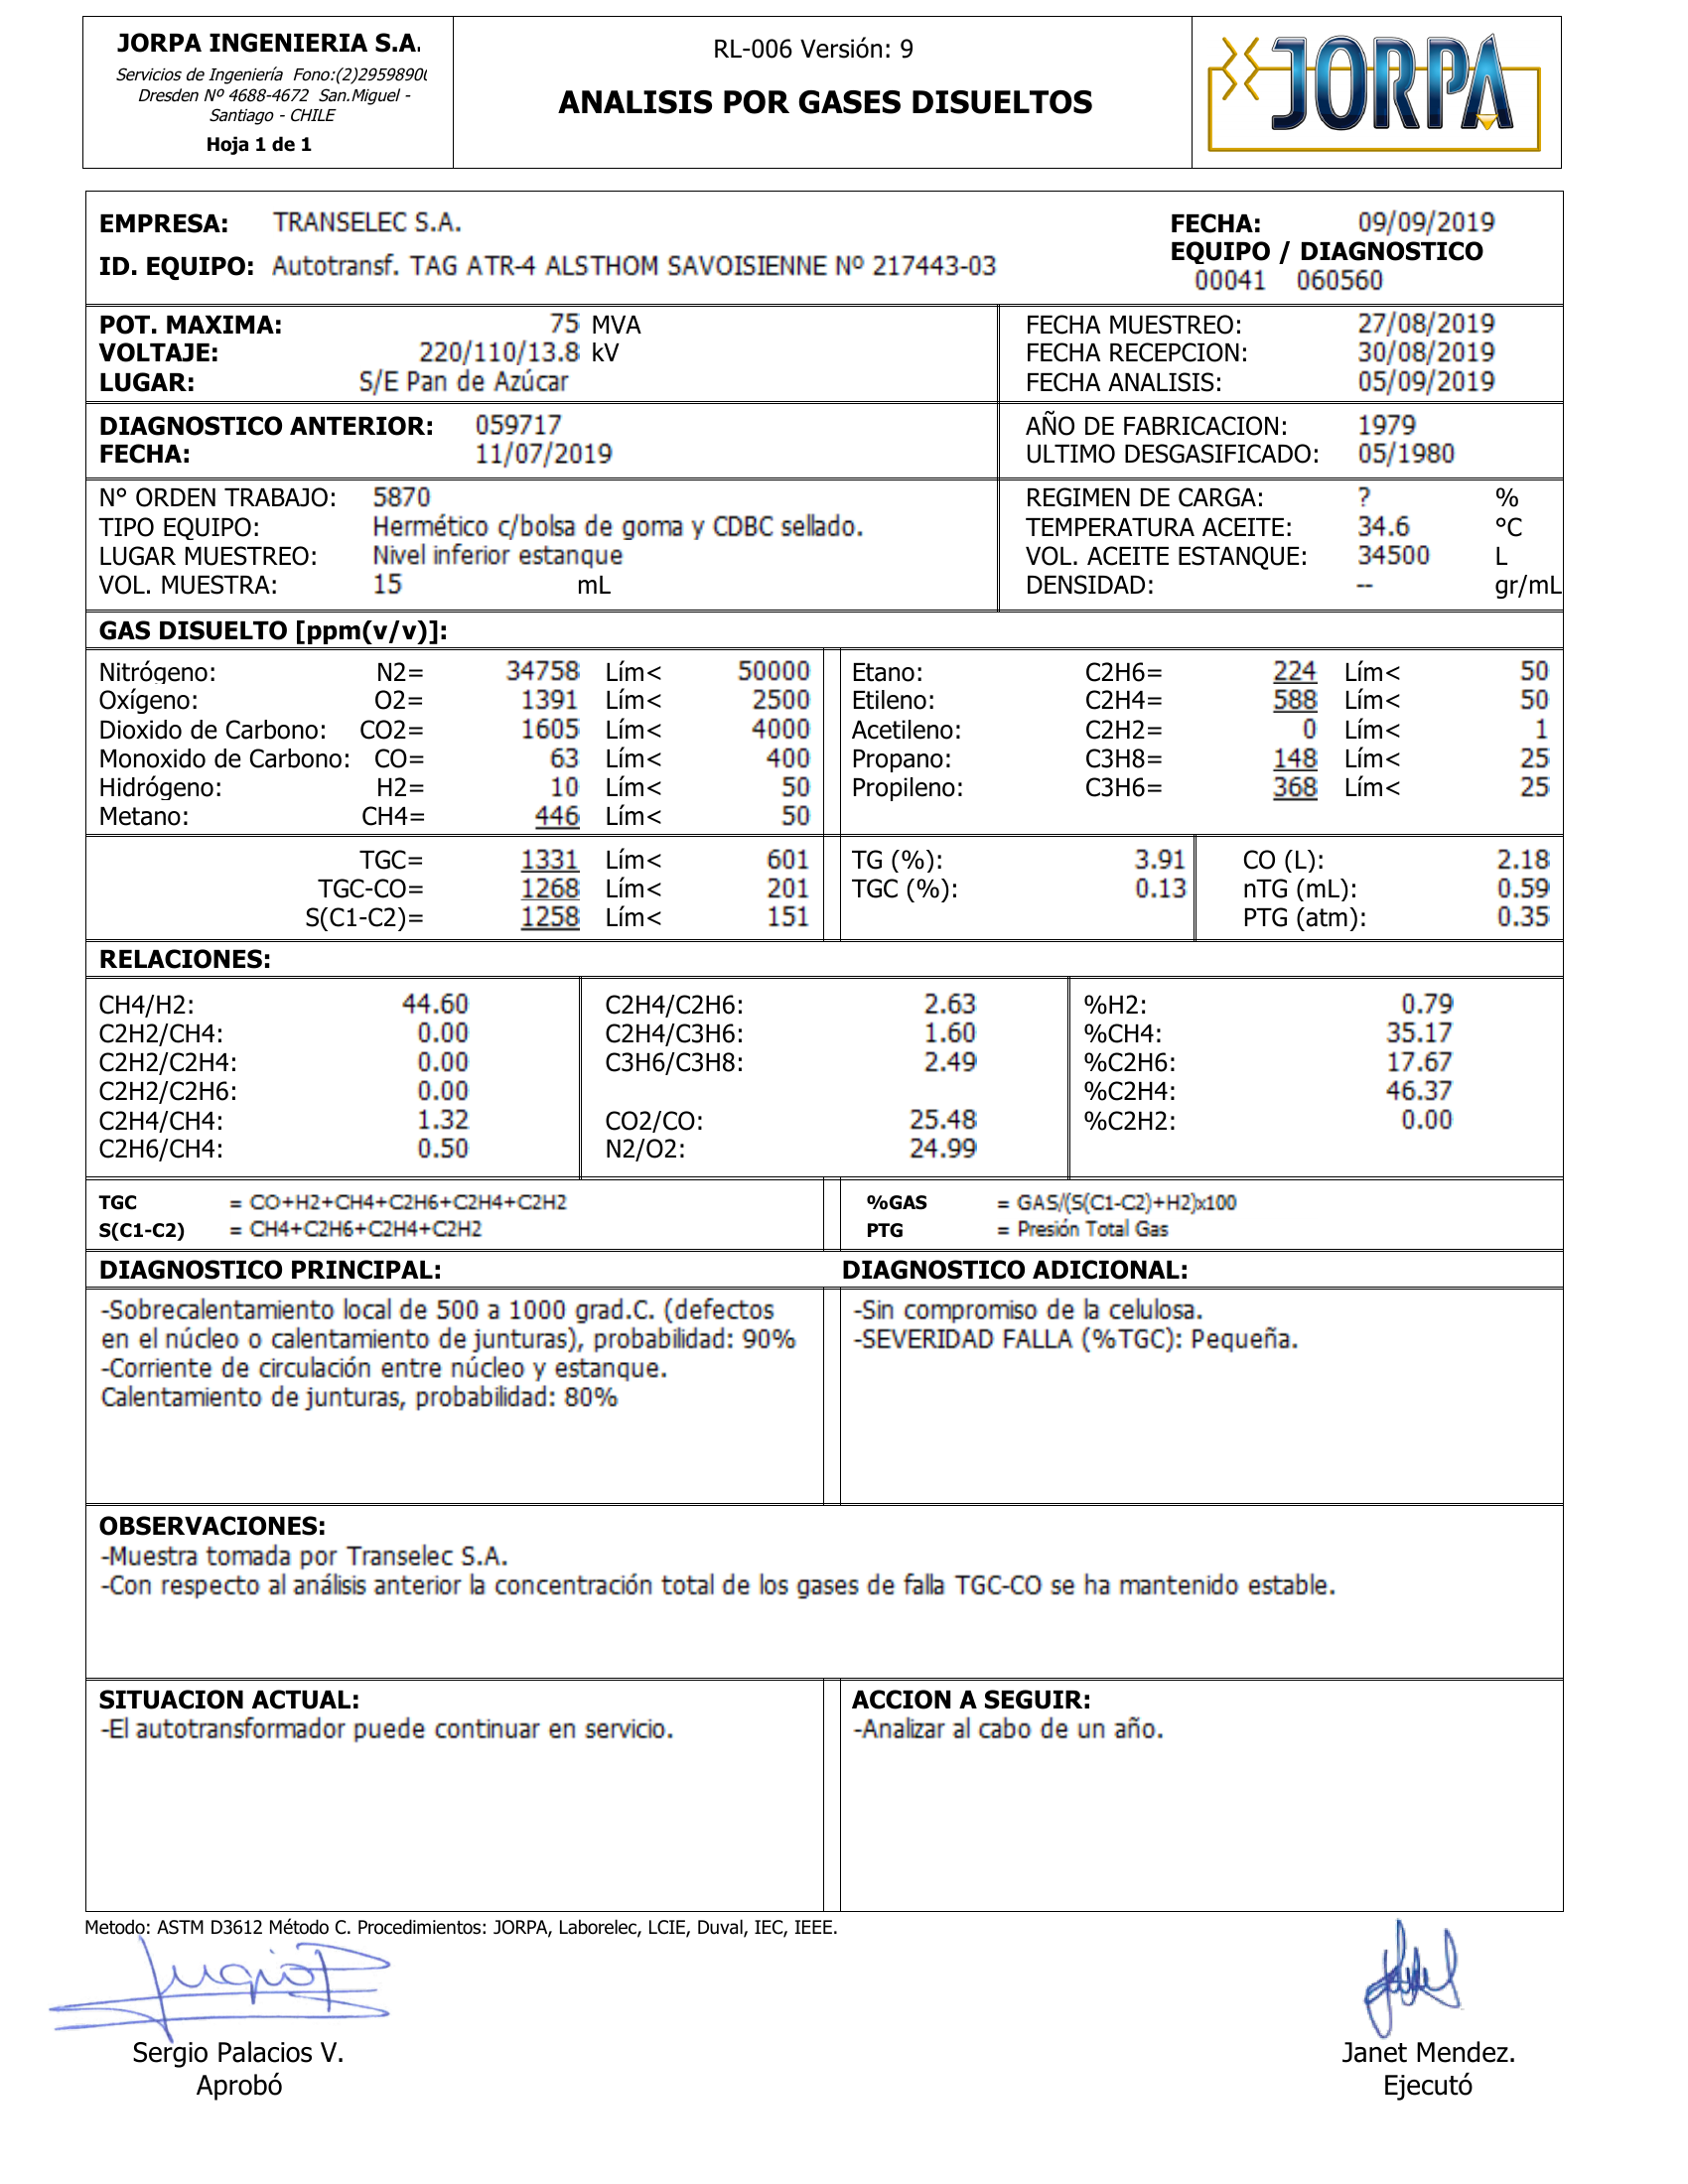 JORPA INGENIERIA S.A.
Servicios de Ingeniería Fono:(2)29598900
Dresden Nº 4688-4672 San.Miguel -
Santiago - CHILE
Hoja 1 de 1
RL-006 Versión: 9
ANALISIS POR GASES DISUELTOS
JORPA
EMPRESA: TRANSELEC S.A.
FECHA: 09/09/2019
ID. EQUIPO: Autotransf. TAG ATR-4 ALSTHOM SAVOISIENNE Nº 217443-03
EQUIPO / DIAGNOSTICO
00041 060560
POT. MAXIMA: 75 MVA
VOLTAJE: 220/110/13.8 kV
LUGAR: S/E Pan de Azúcar
FECHA MUESTREO: 27/08/2019
FECHA RECEPCION: 30/08/2019
FECHA ANALISIS: 05/09/2019
DIAGNOSTICO ANTERIOR: 059717
FECHA: 11/07/2019
AÑO DE FABRICACION: 1979
ULTIMO DESGASIFICADO: 05/1980
N° ORDEN TRABAJO: 5870
TIPO EQUIPO: Hermético c/bolsa de goma y CDBC sellado.
LUGAR MUESTREO: Nivel inferior estanque
VOL. MUESTRA: 15 mL
REGIMEN DE CARGA: ? %
TEMPERATURA ACEITE: 34.6 °C
VOL. ACEITE ESTANQUE: 34500 L
DENSIDAD: -- gr/mL
GAS DISUELTO [ppm(v/v)]:
Nitrógeno: N2= 34758 Lím< 50000
Oxígeno: O2= 1391 Lím< 2500
Dioxido de Carbono: CO2= 1605 Lím< 4000
Monoxido de Carbono: CO= 63 Lím< 400
Hidrógeno: H2= 10 Lím< 50
Metano: CH4= 446 Lím< 50
Etano: C2H6= 224 Lím< 50
Etileno: C2H4= 588 Lím< 50
Acetileno: C2H2= 0 Lím< 1
Propano: C3H8= 148 Lím< 25
Propileno: C3H6= 368 Lím< 25
TGC= 1331 Lím< 601
TGC-CO= 1268 Lím< 201
S(C1-C2)= 1258 Lím< 151
TG (%): 3.91
TGC (%): 0.13
CO (L): 2.18
nTG (mL): 0.59
PTG (atm): 0.35
RELACIONES:
CH4/H2: 44.60
C2H2/CH4: 0.00
C2H2/C2H4: 0.00
C2H2/C2H6: 0.00
C2H4/CH4: 1.32
C2H6/CH4: 0.50
C2H4/C2H6: 2.63
C2H4/C3H6: 1.60
C3H6/C3H8: 2.49
CO2/CO: 25.48
N2/O2: 24.99
%H2: 0.79
%CH4: 35.17
%C2H6: 17.67
%C2H4: 46.37
%C2H2: 0.00
TGC = CO+H2+CH4+C2H6+C2H4+C2H2
S(C1-C2) = CH4+C2H6+C2H4+C2H2
%GAS = GAS/(S(C1-C2)+H2)x100
PTG = Presión Total Gas
DIAGNOSTICO PRINCIPAL:
-Sobrecalentamiento local de 500 a 1000 grad.C. (defectos
en el núcleo o calentamiento de junturas), probabilidad: 90%
-Corriente de circulación entre núcleo y estanque.
Calentamiento de junturas, probabilidad: 80%
DIAGNOSTICO ADICIONAL:
-Sin compromiso de la celulosa.
-SEVERIDAD FALLA (%TGC): Pequeña.
OBSERVACIONES:
-Muestra tomada por Transelec S.A.
-Con respecto al análisis anterior la concentración total de los gases de falla TGC-CO se ha mantenido estable.
SITUACION ACTUAL:
-El autotransformador puede continuar en servicio.
ACCION A SEGUIR:
-Analizar al cabo de un año.
Metodo: ASTM D3612 Método C. Procedimientos: JORPA, Laborelec, LCIE, Duval, IEC, IEEE.
Sergio Palacios V.
Aprobó
Janet Mendez.
Ejecutó